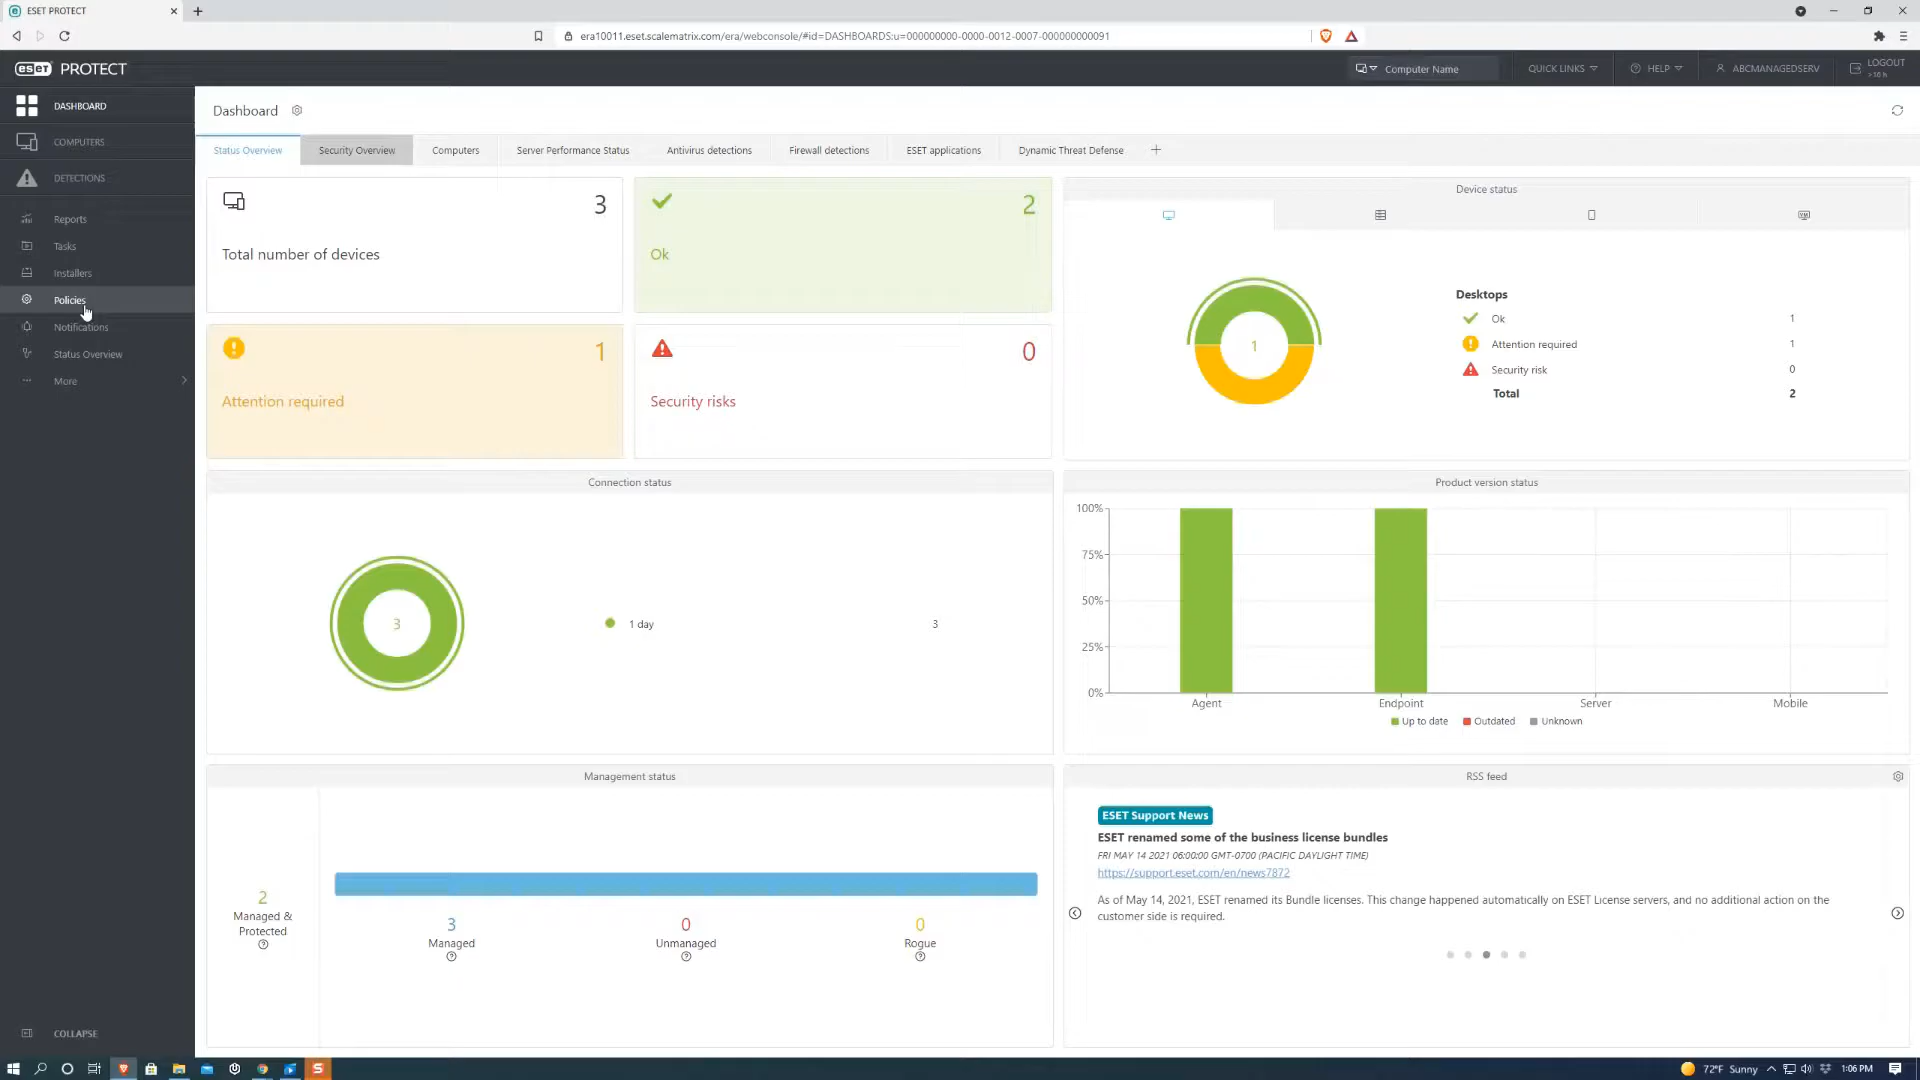 ESET PROTECT
era10011.eset.scalematrix.com/era/webconsole/#id=DASHBOARDS:u=000000000-0000-0012-0007-000000000091
eseT PROTECT
Computer Name
QUICK LINKS
HELP
ABCMANAGEDSERV
LOGOUT
>10 h
DASHBOARD
COMPUTERS
DETECTIONS
Reports
Tasks
Installers
Policies
Notifications
Status Overview
More
COLLAPSE
Dashboard
Status Overview
Security Overview
Computers
Server Performance Status
Antivirus detections
Firewall detections
ESET applications
Dynamic Threat Defense
3
Total number of devices
2
Ok
1
Attention required
0
Security risks
Device status
1
Desktops
Ok 1
Attention required 1
Security risk 0
Total 2
Connection status
3
1 day 3
Product version status
100%
75%
50%
25%
0%
Agent Endpoint Server Mobile
Up to date Outdated Unknown
Management status
2
Managed &
Protected
3
Managed
0
Unmanaged
0
Rogue
RSS feed
ESET Support News
ESET renamed some of the business license bundles
FRI MAY 14 2021 06:00:00 GMT-0700 (PACIFIC DAYLIGHT TIME)
https://support.eset.com/en/news7872
As of May 14, 2021, ESET renamed its Bundle licenses. This change happened automatically on ESET License servers, and no additional action on the
customer side is required.
S
72°F Sunny
1:06 PM